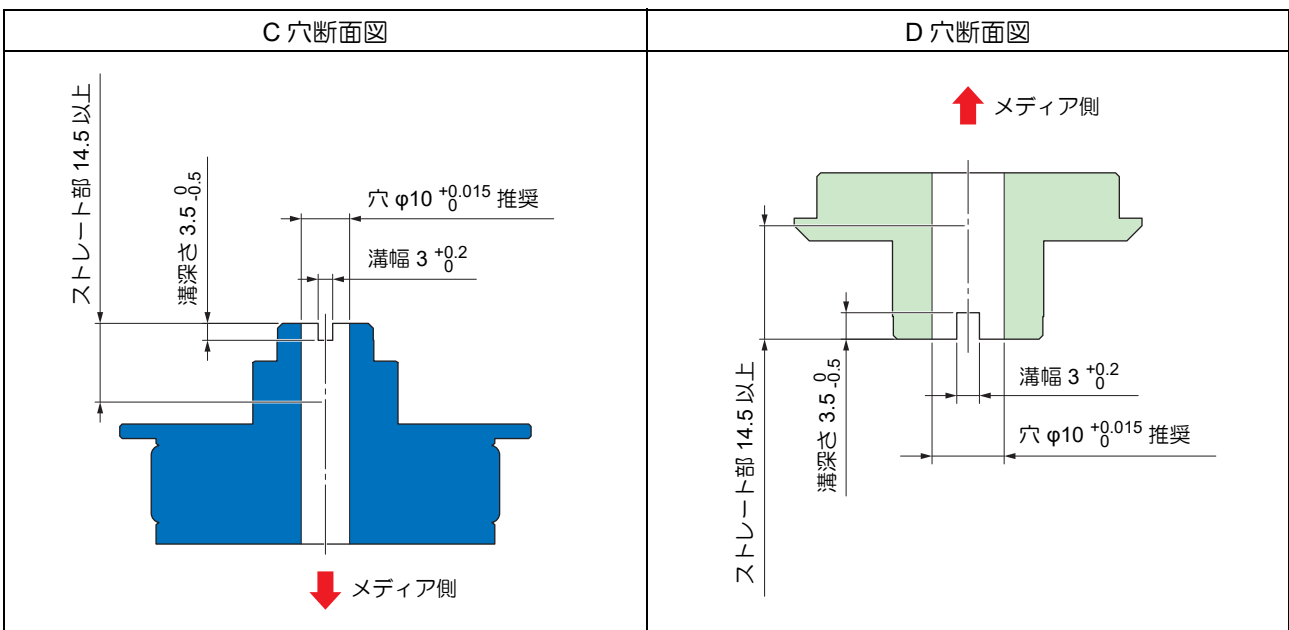 C 穴断面図
ストレート部 14.5 以上
溝深さ 3.5 0 -0.5
穴 φ10 +0.015 0 推奨
溝幅 3 +0.2 0
メディア側
D 穴断面図
メディア側
ストレート部 14.5 以上
溝深さ 3.5 0 -0.5
溝幅 3 +0.2 0
穴 φ10 +0.015 0 推奨